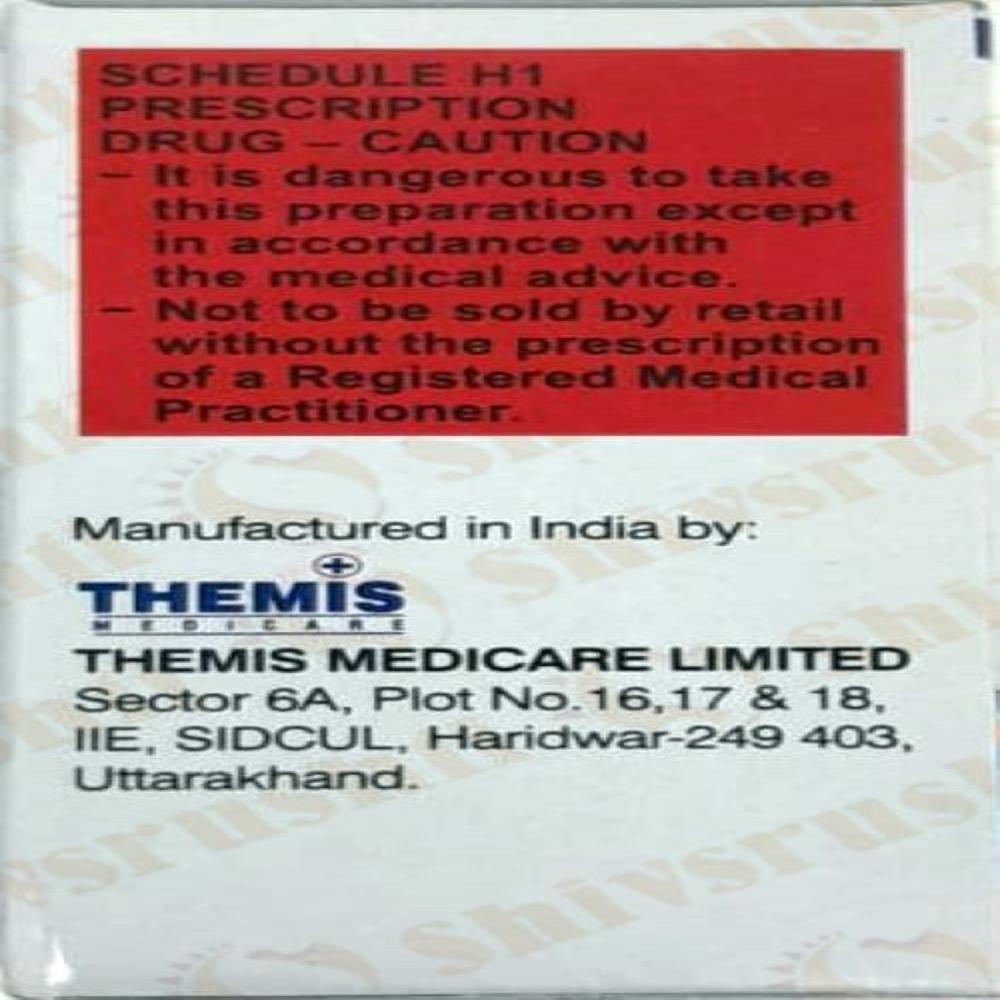 SCHEDULE H1
PRESCRIPTION
DRUG – CAUTION
– It is dangerous to take
this preparation except
in accordance with
the medical advice.
– Not to be sold by retail
without the prescription
of a Registered Medical
Practitioner.
Manufactured in India by:
THEMIS
MEDICARE
THEMIS MEDICARE LIMITED
Sector 6A, Plot No.16,17 & 18,
IIE, SIDCUL, Haridwar-249 403,
Uttarakhand.